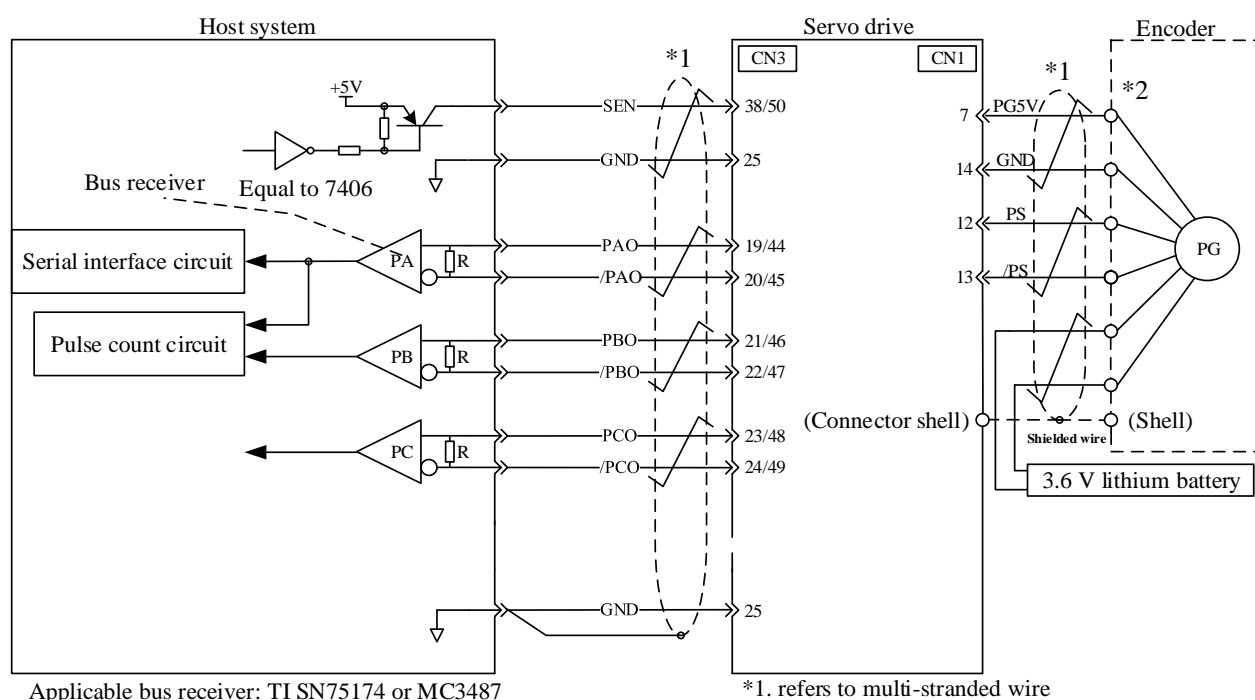 Host system
Servo drive
Encoder
CN3
CN1
*1
*1
*2
+5V
SEN
38/50
PG5V
7
GND
25
GND
14
Bus receiver
Equal to 7406
PS
12
PAO
19/44
PA
R
Serial interface circuit
/PAO
20/45
/PS
13
PG
PBO
21/46
Pulse count circuit
PB
R
/PBO
22/47
(Connector shell)
(Shell)
Shielded wire
PCO
23/48
PC
R
/PCO
24/49
3.6 V lithium battery
GND
25
Applicable bus receiver: TI SN75174 or MC3487
*1. refers to multi-stranded wire